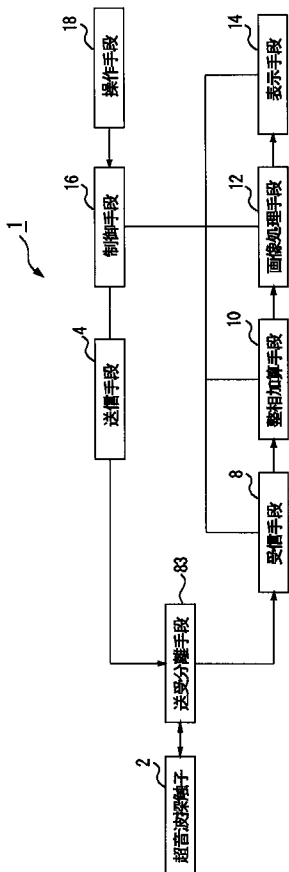 1
18
操作手段
16
制御手段
4
送信手段
14
表示手段
12
画像処理手段
10
整相加算手段
8
受信手段
83
送受分離手段
2
超音波探触子